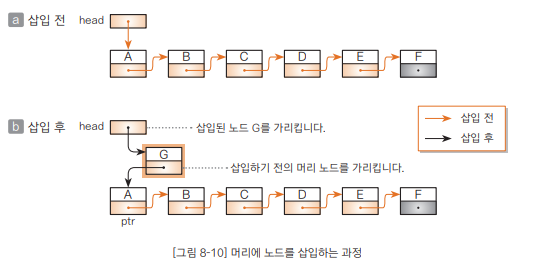 a 삽입 전 head
A B C D E F
b 삽입 후 head 삽입된 노드 G를 가리킵니다.
삽입 전
삽입 후
G
삽입하기 전의 머리 노드를 가리킵니다.
A B C D E F
ptr
[그림 8-10] 머리에 노드를 삽입하는 과정